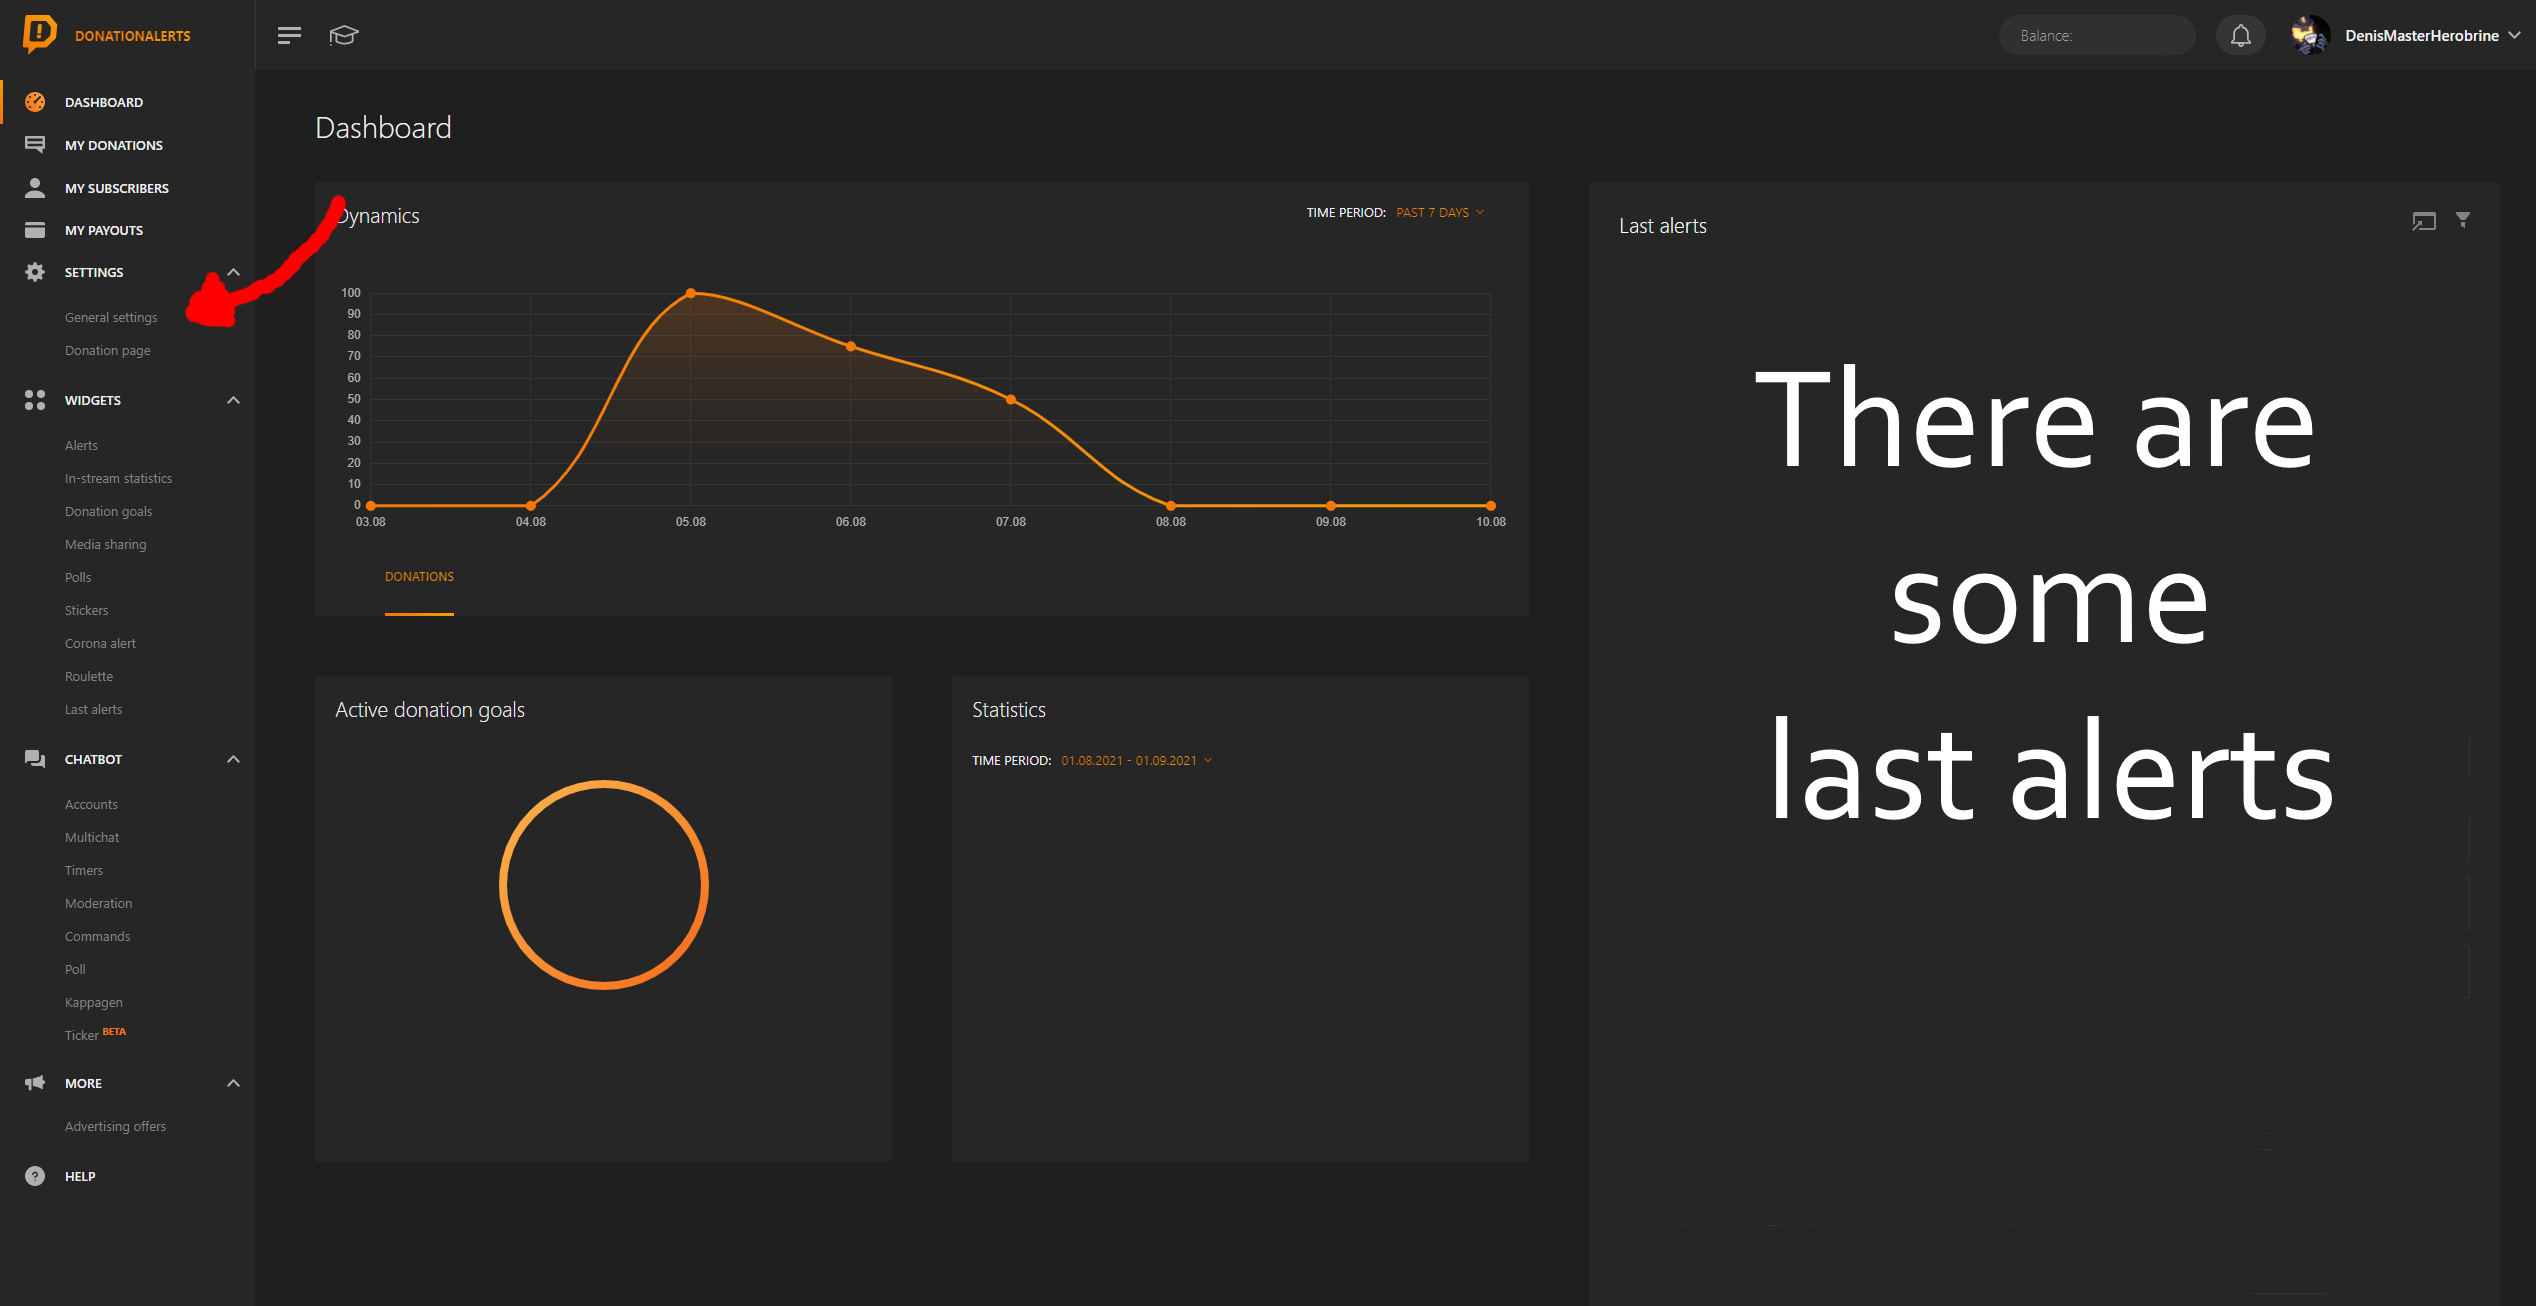 DONATIONALERTS
Balance:
DenisMasterHerobrine
DASHBOARD
MY DONATIONS
MY SUBSCRIBERS
MY PAYOUTS
SETTINGS
General settings
Donation page
WIDGETS
Alerts
In-stream statistics
Donation goals
Media sharing
Polls
Stickers
Corona alert
Roulette
Last alerts
CHATBOT
Accounts
Multichat
Timers
Moderation
Commands
Poll
Kappagen
Ticker BETA
MORE
Advertising offers
HELP
Dashboard
Dynamics
TIME PERIOD: PAST 7 DAYS
100
90
80
70
60
50
40
30
20
10
0
03.08 04.08 05.08 06.08 07.08 08.08 09.08 10.08
DONATIONS
Active donation goals
Statistics
TIME PERIOD: 01.08.2021 - 01.09.2021
Last alerts
There are
some
last alerts